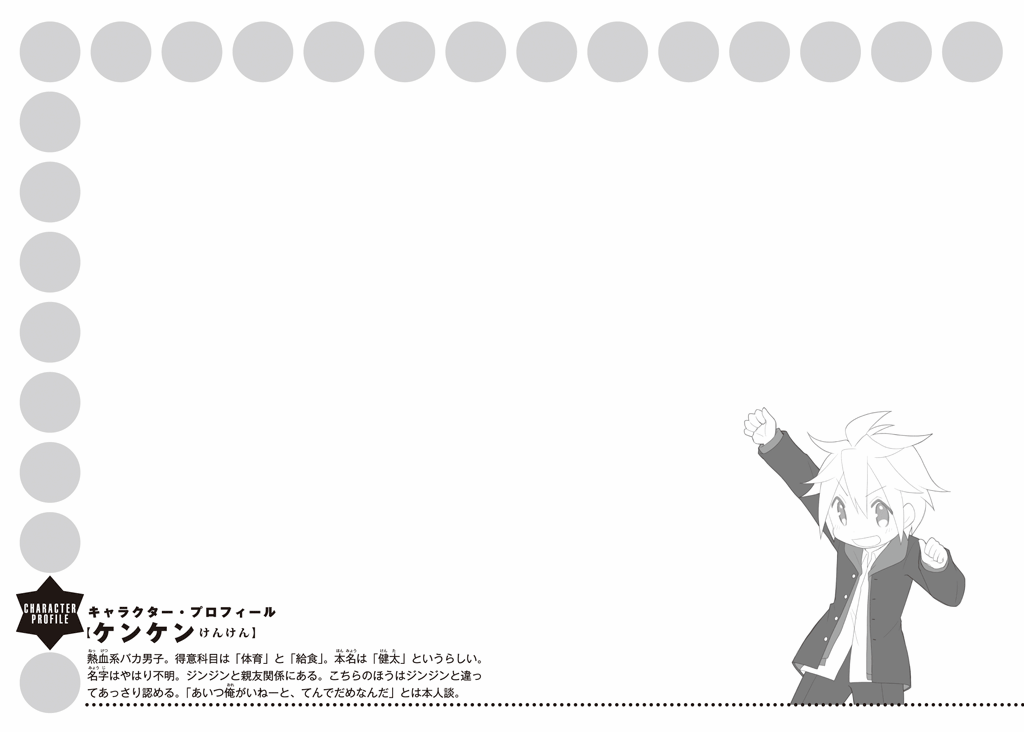 CHARACTER
PROFILE
キャラクター・プロフィール
【ケンケン けんけん】
熱血系バカ男子。得意科目は「体育」と「給食」。本名は「健太」というらしい。
名字はやはり不明。ジンジンと親友関係にある。こちらのほうはジンジンと違っ
てあっさり認める。「あいつ俺がいねーと、てんでだめなんだ」とは本人談。